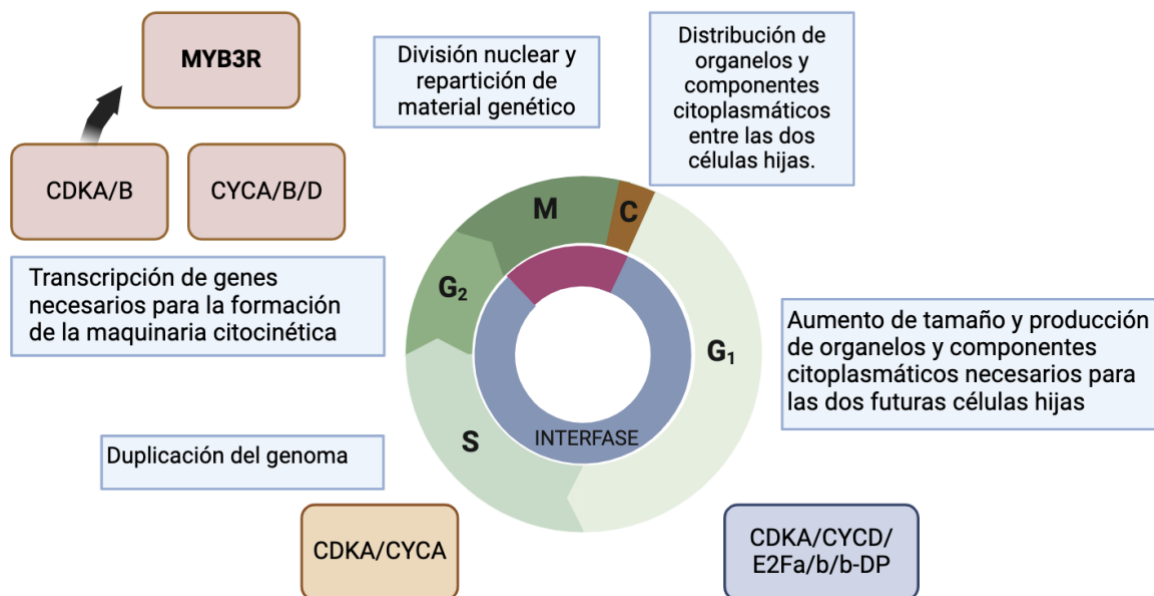 MYB3R
CDKA/B
CYCA/B/D
División nuclear y
repartición de
material genético
Distribución de
organelos y
componentes
citoplasmáticos
entre las dos
células hijas.
Transcripción de genes
necesarios para la formación
de la maquinaria citocinética
M
C
G₂
G₁
S
INTERFASE
Aumento de tamaño y producción
de organelos y componentes
citoplasmáticos necesarios para
las dos futuras células hijas
Duplicación del genoma
CDKA/CYCA
CDKA/CYCD/
E2Fa/b/b-DP